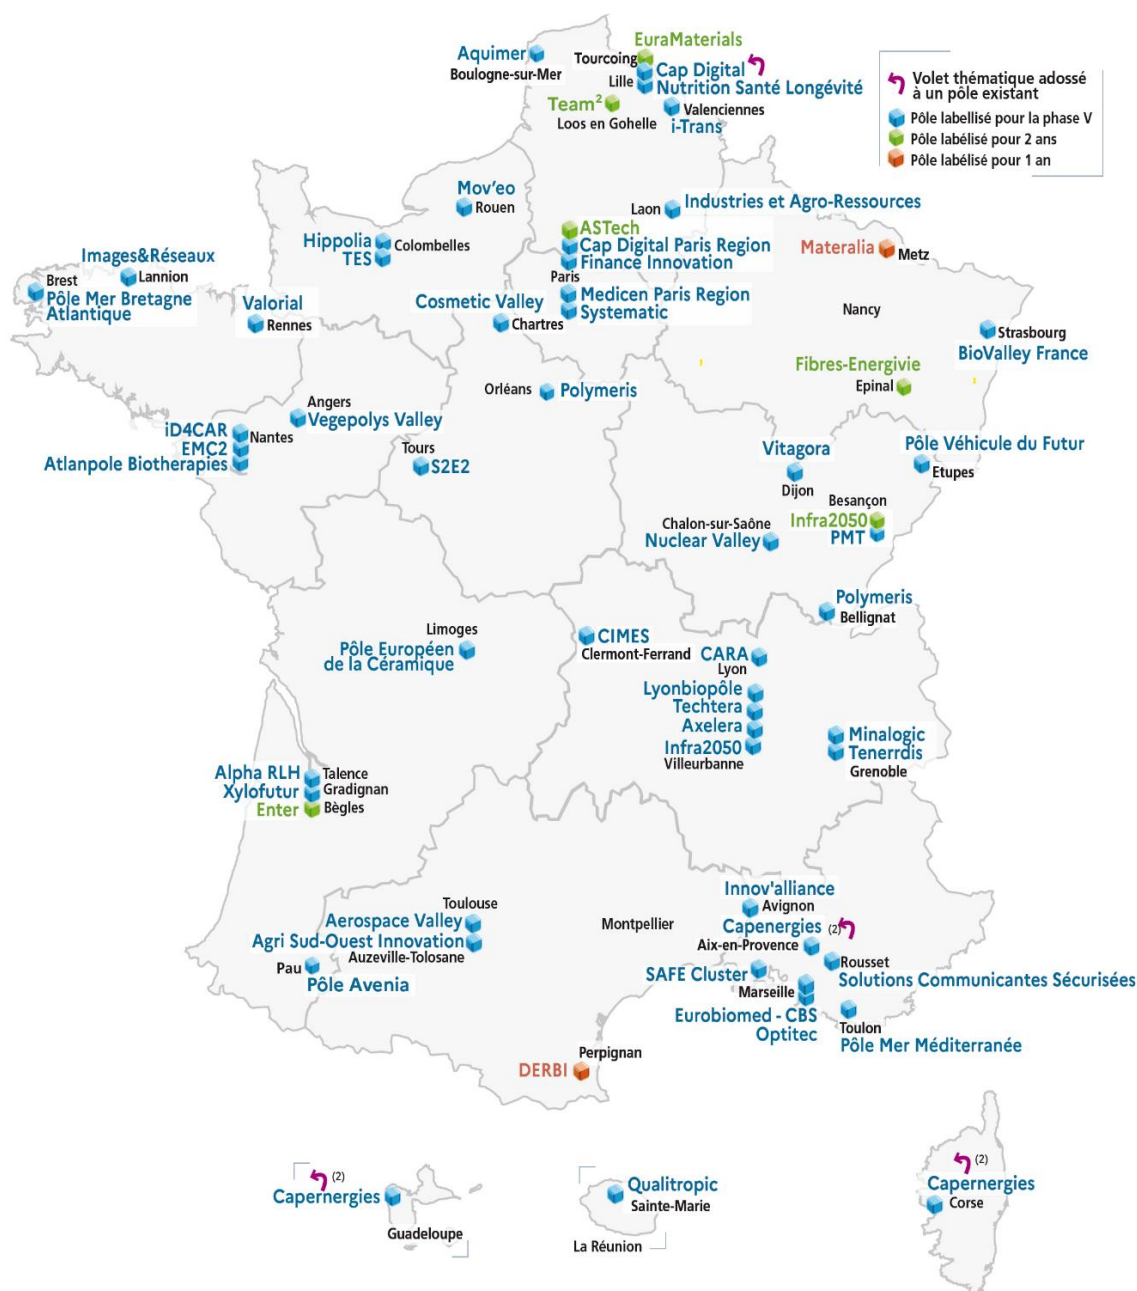 EuraMaterials
Aquimer
Tourcoing
Boulogne-sur-Mer
Cap Digital
Lille
Nutrition Santé Longévité
Team²
Valenciennes
Loos en Gohelle
i-Trans
Volet thématique adossé
à un pôle existant
Pôle labellisé pour la phase V
Pôle labélisé pour 2 ans
Pôle labélisé pour 1 an
Mov'eo
Rouen
Laon
Industries et Agro-Ressources
ASTech
Hippolia
Colombelles
Cap Digital Paris Region
TES
Finance Innovation
Materalia
Metz
Images&Réseaux
Lannion
Paris
Brest
Pôle Mer Bretagne
Atlantique
Valorial
Rennes
Cosmetic Valley
Chartres
Medicen Paris Region
Systematic
Nancy
Strasbourg
BioValley France
Fibres-Energivie
Epinal
Orléans
Polymeris
Angers
Vegepolys Valley
iD4CAR
Nantes
EMC2
Atlanpole Biotherapies
Tours
S2E2
Vitagora
Dijon
Pôle Véhicule du Futur
Etupes
Besançon
Infra2050
PMT
Chalon-sur-Saône
Nuclear Valley
Polymeris
Bellignat
Limoges
Pôle Européen
de la Céramique
CIMES
Clermont-Ferrand
CARA
Lyon
Lyonbiopôle
Techtera
Axelera
Infra2050
Villeurbanne
Minalogic
Tenerrdis
Grenoble
Alpha RLH
Talence
Xylofutur
Gradignan
Enter
Bègles
Toulouse
Aerospace Valley
Agri Sud-Ouest Innovation
Auzeville-Tolosane
Pau
Pôle Avenia
Montpellier
Innov'alliance
Avignon
Capenergies (2)
Aix-en-Provence
Rousset
SAFE Cluster
Solutions Communicantes Sécurisées
Marseille
Eurobiomed - CBS
Optitec
Toulon
Pôle Mer Méditerranée
Perpignan
DERBI
(2)
Capernergies
Guadeloupe
Qualitropic
Sainte-Marie
La Réunion
(2)
Capernergies
Corse